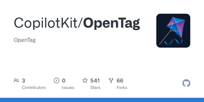 CopilotKit/OpenTag
OpenTag
3 Contributors
0 Issues
541 Stars
66 Forks